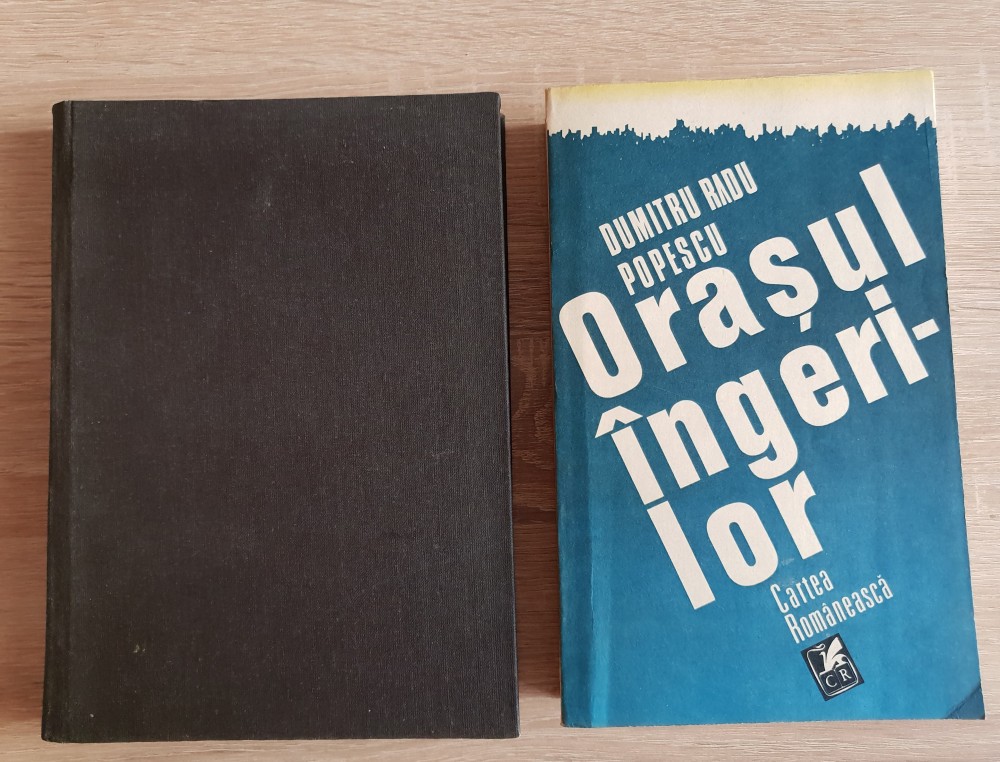 DUMITRU RADU
POPESCU
Orașul
îngeri-
lor
Cartea
Românească
CR